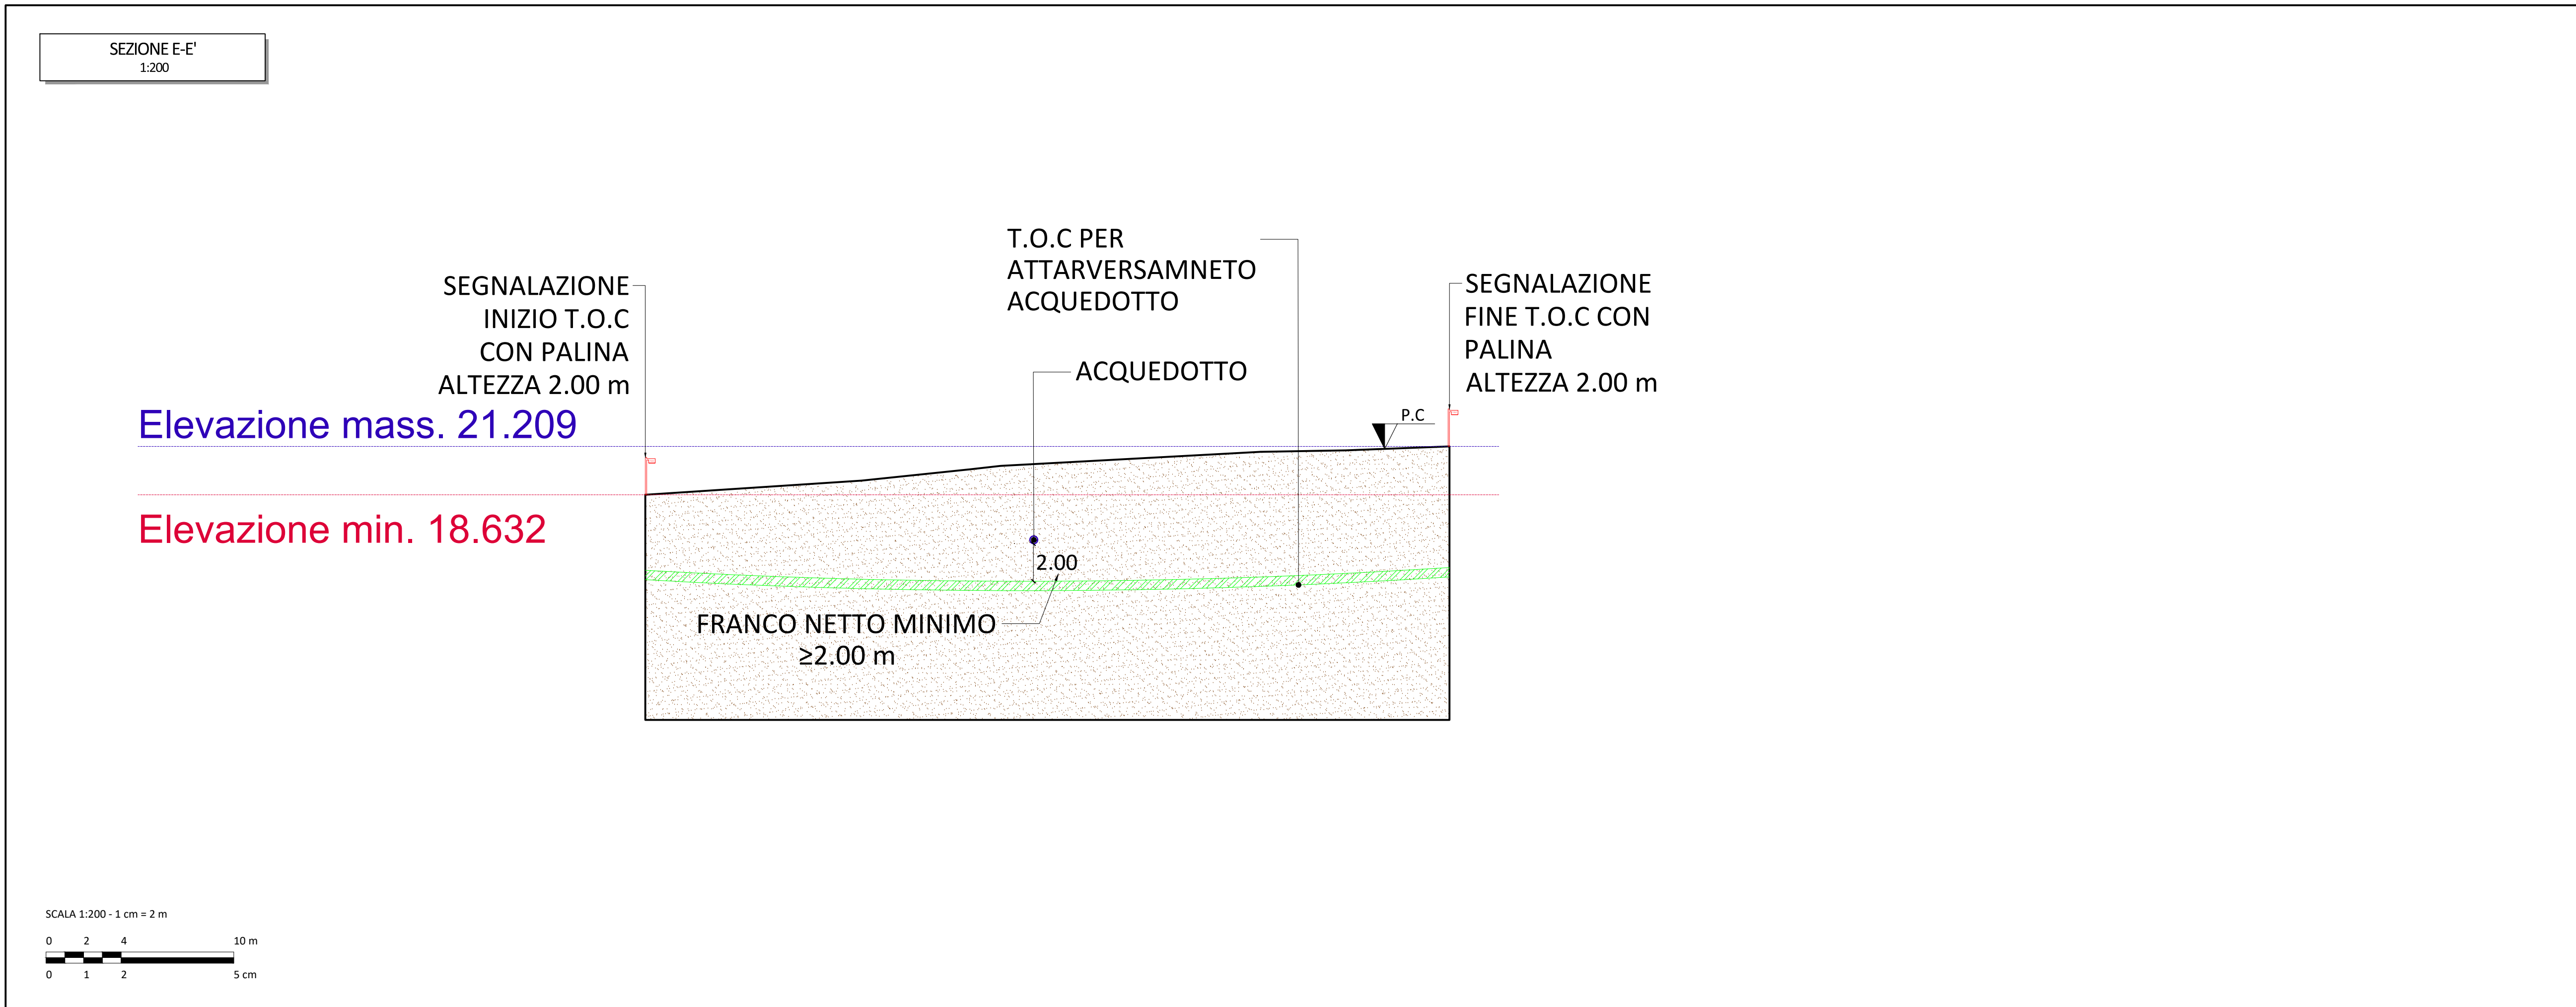 SEZIONE E-E'
1:200
T.O.C PER
ATTARVERSAMNETO
ACQUEDOTTO
SEGNALAZIONE
INIZIO T.O.C
CON PALINA
ALTEZZA 2.00 m
SEGNALAZIONE
FINE T.O.C CON
PALINA
ALTEZZA 2.00 m
ACQUEDOTTO
P.C
Elevazione mass. 21.209
Elevazione min. 18.632
2.00
FRANCO NETTO MINIMO
≥2.00 m
SCALA 1:200 - 1 cm = 2 m
0 2 4 10 m
0 1 2 5 cm